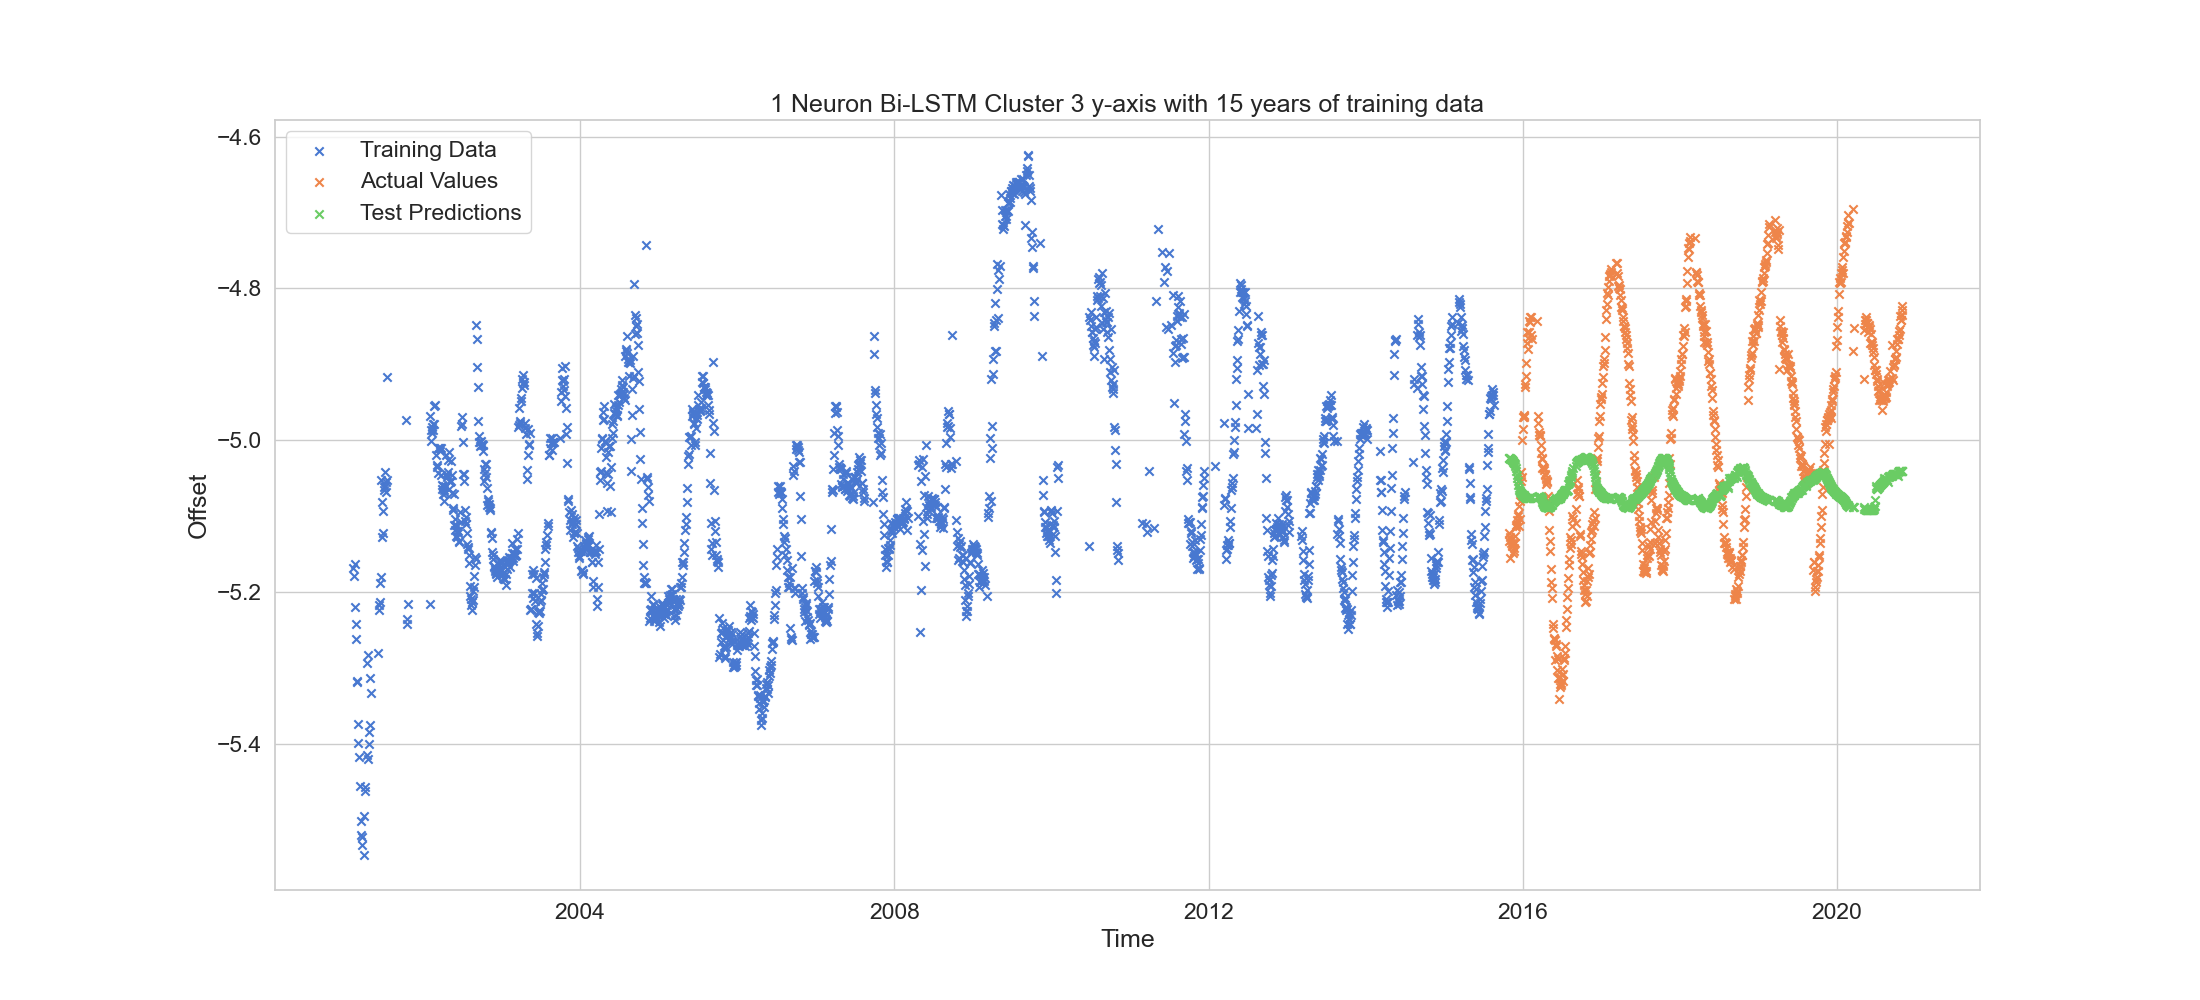 1 Neuron Bi-LSTM Cluster 3 y-axis with 15 years of training data
Training Data
Actual Values
Test Predictions
−4.6
−4.8
−5.0
−5.2
−5.4
Offset
2004
2008
2012
2016
2020
Time